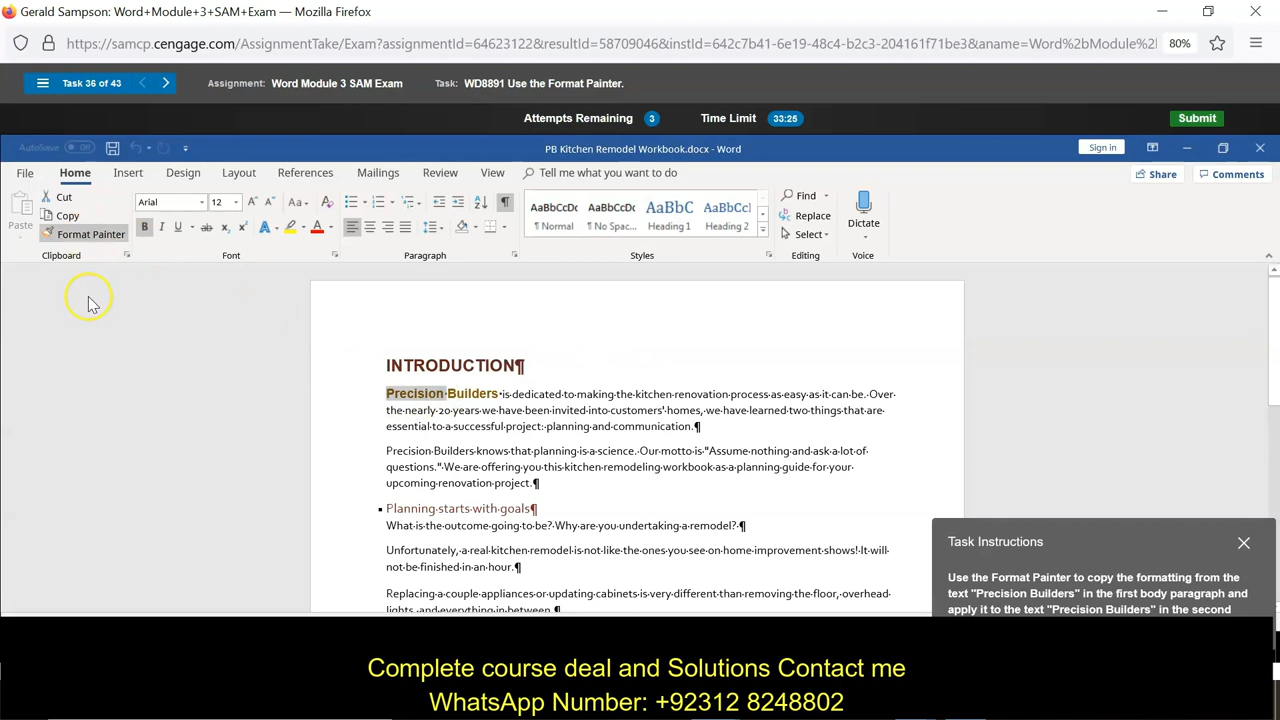 Gerald Sampson: Word+Module+3+SAM+Exam — Mozilla Firefox
https://samcp.cengage.com/AssignmentTake/Exam?assignmentId=64623122&resultId=58709046&instId=642c7b41-6e19-48c4-b2c3-204161f71be3&aname=Word%2bModule%2
80%
Task 36 of 43
Assignment: Word Module 3 SAM Exam
Task: WD8891 Use the Format Painter.
Attempts Remaining 3
Time Limit 33:25
Submit
AutoSave Off
PB Kitchen Remodel Workbook.docx - Word
Sign in
File Home Insert Design Layout References Mailings Review View Tell me what you want to do
Share Comments
Paste
Cut
Copy
Format Painter
Clipboard
Arial 12
Font
Paragraph
AaBbCcDc AaBbCcDc AaBbC AaBbCcl
¶ Normal ¶ No Spac... Heading 1 Heading 2
Styles
Find
Replace
Select
Editing
Dictate
Voice
INTRODUCTION¶
Precision·Builders·is·dedicated·to·making·the·kitchen·renovation·process·as·easy·as·it·can·be.·Over·
the·nearly·20·years·we·have·been·invited·into·customers'·homes,·we·have·learned·two·things·that·are·
essential·to·a·successful·project:·planning·and·communication.¶
Precision·Builders·knows·that·planning·is·a·science.·Our·motto·is·"Assume·nothing·and·ask·a·lot·of·
questions."·We·are·offering·you·this·kitchen·remodeling·workbook·as·a·planning·guide·for·your·
upcoming·renovation·project.¶
Planning·starts·with·goals¶
What·is·the·outcome·going·to·be?·Why·are·you·undertaking·a·remodel?·¶
Unfortunately,·a·real·kitchen·remodel·is·not·like·the·ones·you·see·on·home·improvement·shows!·It·will·
not·be·finished·in·an·hour.¶
Replacing·a·couple·appliances·or·updating·cabinets·is·very·different·than·removing·the·floor,·overhead·
lights,·and·everything·in·between.¶
Task Instructions
Use the Format Painter to copy the formatting from the
text "Precision Builders" in the first body paragraph and
apply it to the text "Precision Builders" in the second
Complete course deal and Solutions Contact me
WhatsApp Number: +92312 8248802